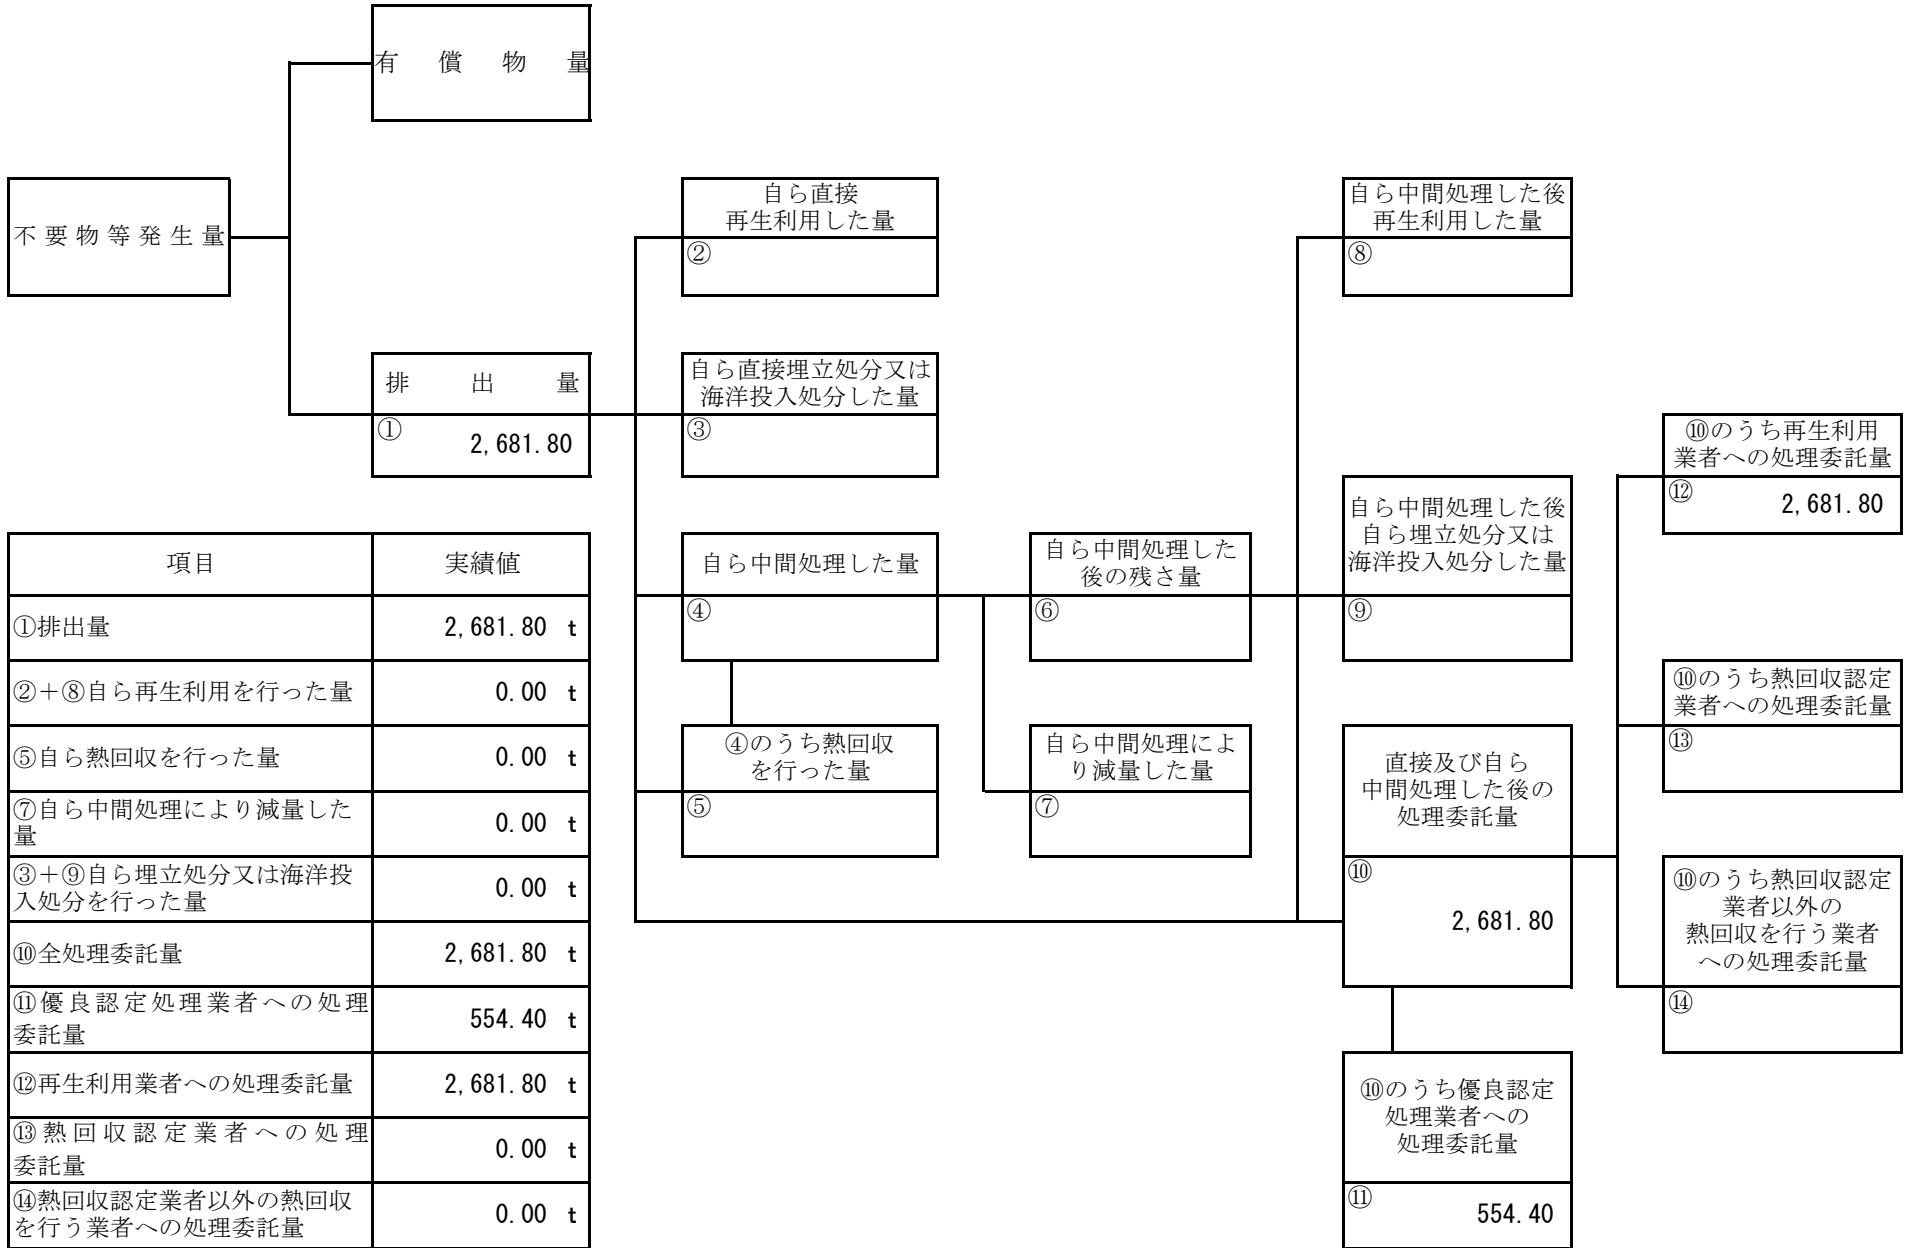 有償物量
不要物等発生量
排出量
①
2,681.80
自ら直接
再生利用した量
②
自ら直接埋立処分又は
海洋投入処分した量
③
自ら中間処理した量
④
④のうち熱回収
を行った量
⑤
自ら中間処理した
後の残さ量
⑥
自ら中間処理によ
り減量した量
⑦
自ら中間処理した後
再生利用した量
⑧
自ら中間処理した後
自ら埋立処分又は
海洋投入処分した量
⑨
直接及び自ら
中間処理した後の
処理委託量
⑩
2,681.80
⑩のうち優良認定
処理業者への
処理委託量
⑪
554.40
⑩のうち再生利用
業者への処理委託量
⑫
2,681.80
⑩のうち熱回収認定
業者への処理委託量
⑬
⑩のうち熱回収認定
業者以外の
熱回収を行う業者
への処理委託量
⑭
項目 実績値
①排出量 2,681.80 t
②+⑧自ら再生利用を行った量 0.00 t
⑤自ら熱回収を行った量 0.00 t
⑦自ら中間処理により減量した
量 0.00 t
③+⑨自ら埋立処分又は海洋投
入処分を行った量 0.00 t
⑩全処理委託量 2,681.80 t
⑪優良認定処理業者への処理
委託量 554.40 t
⑫再生利用業者への処理委託量 2,681.80 t
⑬熱回収認定業者への処理
委託量 0.00 t
⑭熱回収認定業者以外の熱回収
を行う業者への処理委託量 0.00 t